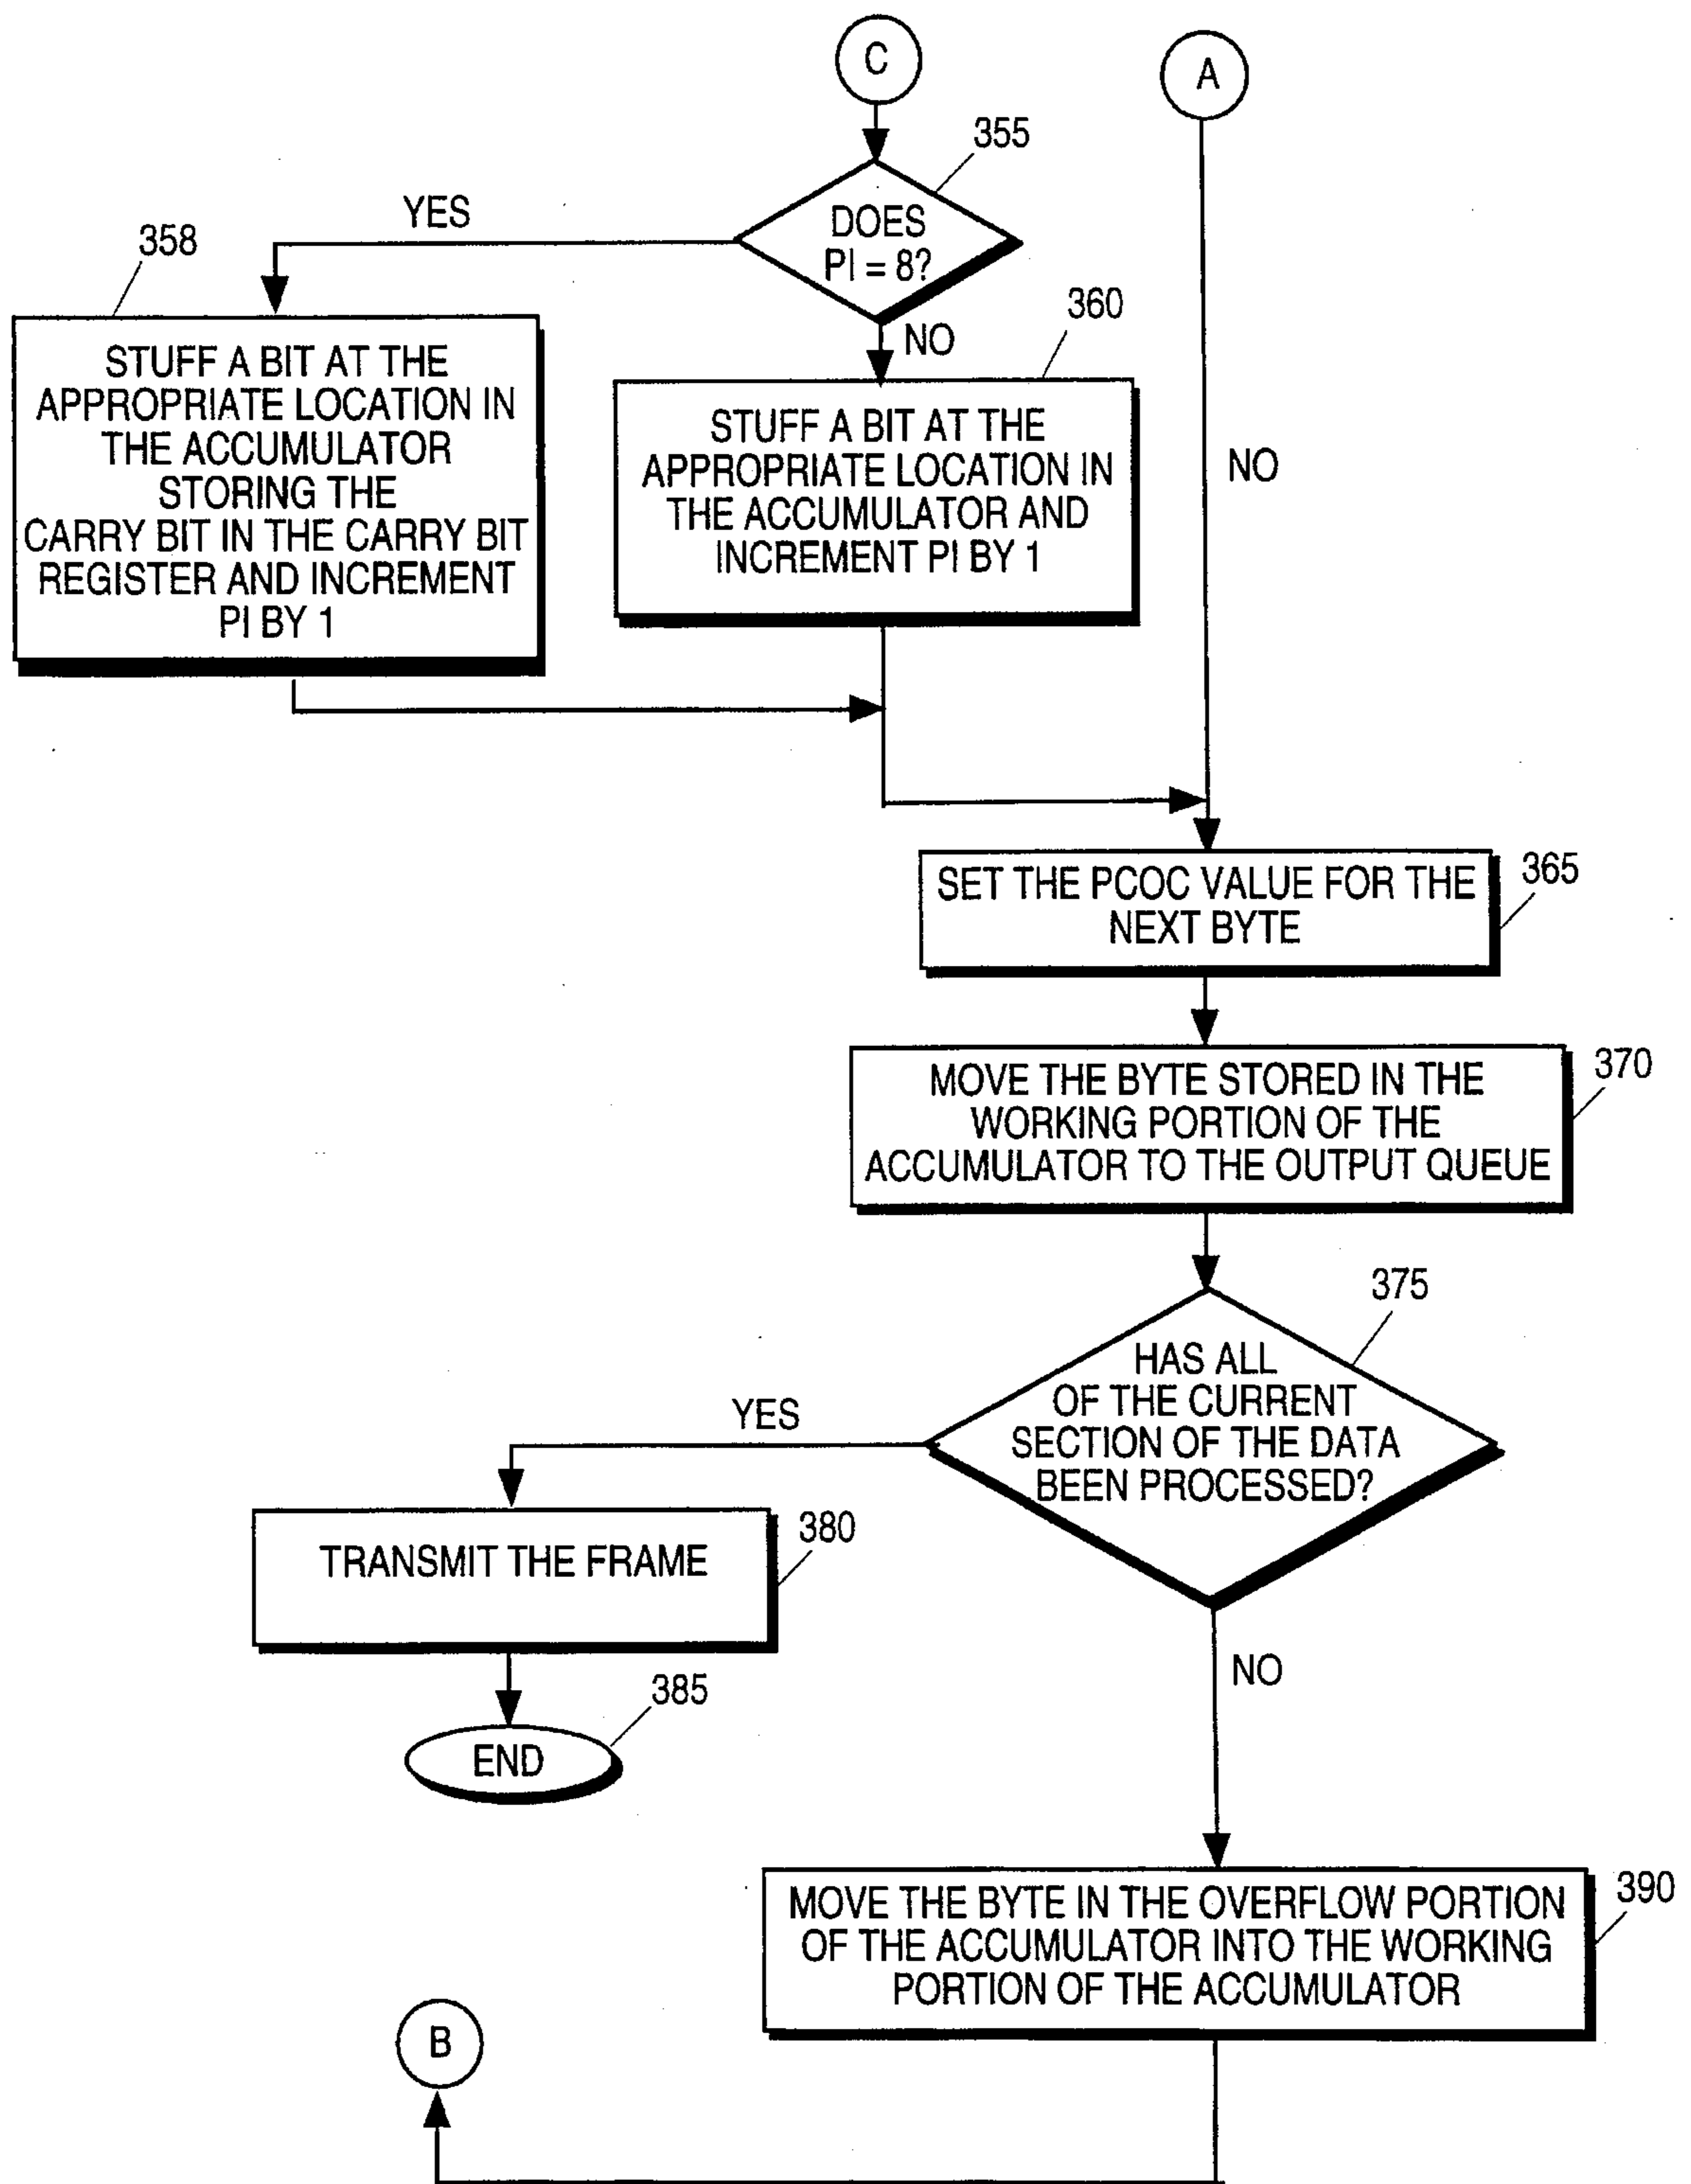 C
A
355
YES
DOES
PI = 8?
358
360
NO
STUFF A BIT AT THE
APPROPRIATE LOCATION IN
THE ACCUMULATOR
STORING THE
CARRY BIT IN THE CARRY BIT
REGISTER AND INCREMENT
PI BY 1
STUFF A BIT AT THE
APPROPRIATE LOCATION IN
THE ACCUMULATOR AND
INCREMENT PI BY 1
NO
SET THE PCOC VALUE FOR THE
NEXT BYTE
365
MOVE THE BYTE STORED IN THE
WORKING PORTION OF THE
ACCUMULATOR TO THE OUTPUT QUEUE
370
375
HAS ALL
OF THE CURRENT
SECTION OF THE DATA
BEEN PROCESSED?
YES
TRANSMIT THE FRAME
380
NO
385
END
MOVE THE BYTE IN THE OVERFLOW PORTION
OF THE ACCUMULATOR INTO THE WORKING
PORTION OF THE ACCUMULATOR
390
B